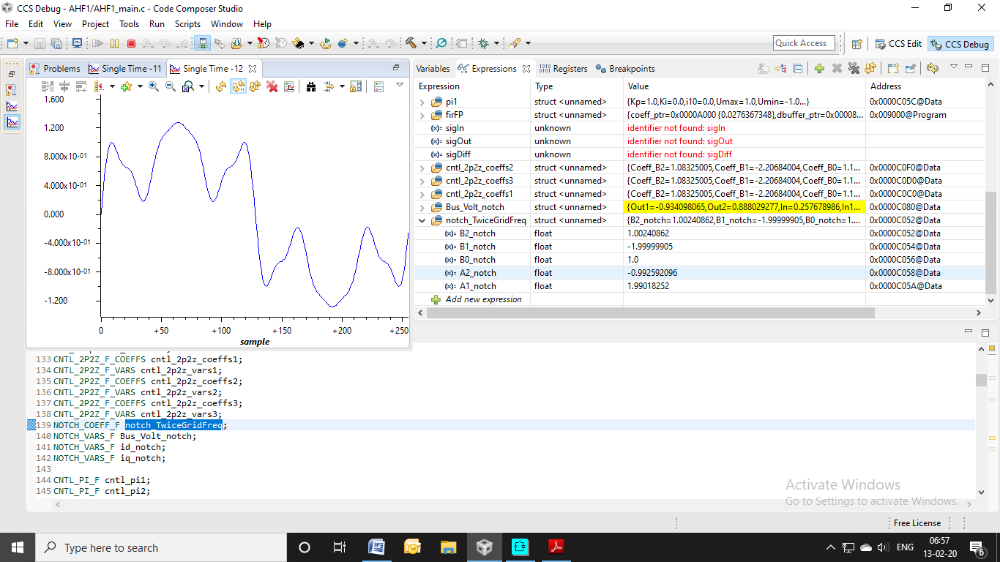 CCS Debug - AHF1/AHF1_main.c - Code Composer Studio
File Edit View Project Tools Run Scripts Window Help
Quick Access CCS Edit CCS Debug
Problems Single Time -11 Single Time -12
1.600
1.200
8.000x10-01
4.000x10-01
0.000
-4.000x10-01
-8.000x10-01
-1.200
0 +50 +100 +150 +200 +250
sample
Variables Expressions Registers Breakpoints
Expression Type Value Address
pi1 struct <unnamed> {Kp=1.0,Ki=0.0,i10=0.0,Umax=1.0,Umin=-1.0...} 0x0000C05C@Data
firFP struct <unnamed> {coeff_ptr=0x0000A000 {0.0276367348},dbuffer_ptr=0x00008... 0x009000@Program
(x)= sigIn unknown identifier not found: sigIn
(x)= sigOut unknown identifier not found: sigOut
(x)= sigDiff unknown identifier not found: sigDiff
cntl_2p2z_coeffs2 struct <unnamed> {Coeff_B2=1.08325005,Coeff_B1=-2.20684004,Coeff_B0=1.1... 0x0000C0F0@Data
cntl_2p2z_coeffs3 struct <unnamed> {Coeff_B2=1.08325005,Coeff_B1=-2.20684004,Coeff_B0=1.1... 0x0000C0D0@Data
cntl_2p2z_coeffs1 struct <unnamed> {Coeff_B2=1.08325005,Coeff_B1=-2.20684004,Coeff_B0=1.1... 0x0000C0C0@Data
Bus_Volt_notch struct <unnamed> {Out1=-0.934098065,Out2=0.888029277,In=0.257678986,In1... 0x0000C080@Data
notch_TwiceGridFreq struct <unnamed> {B2_notch=1.00240862,B1_notch=-1.99999905,B0_notch=1.... 0x0000C052@Data
(x)= B2_notch float 1.00240862 0x0000C052@Data
(x)= B1_notch float -1.99999905 0x0000C054@Data
(x)= B0_notch float 1.0 0x0000C056@Data
(x)= A2_notch float -0.992592096 0x0000C058@Data
(x)= A1_notch float 1.99018252 0x0000C05A@Data
Add new expression
133 CNTL_2P2Z_F_COEFFS cntl_2p2z_coeffs1;
134 CNTL_2P2Z_F_VARS cntl_2p2z_vars1;
135 CNTL_2P2Z_F_COEFFS cntl_2p2z_coeffs2;
136 CNTL_2P2Z_F_VARS cntl_2p2z_vars2;
137 CNTL_2P2Z_F_COEFFS cntl_2p2z_coeffs3;
138 CNTL_2P2Z_F_VARS cntl_2p2z_vars3;
139 NOTCH_COEFF_F notch_TwiceGridFreq;
140 NOTCH_VARS_F Bus_Volt_notch;
141 NOTCH_VARS_F id_notch;
142 NOTCH_VARS_F iq_notch;
143
144 CNTL_PI_F cntl_pi1;
145 CNTL_PI_F cntl_pi2;
Activate Windows
Go to Settings to activate Windows.
Free License
Type here to search
ENG
06:57
13-02-20
6